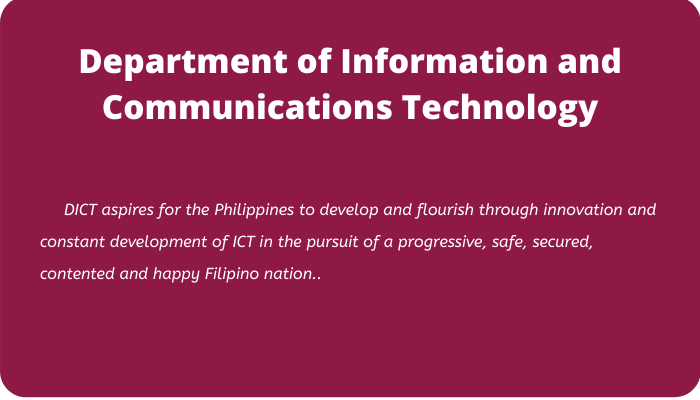 Department of Information and
Communications Technology
DICT aspires for the Philippines to develop and flourish through innovation and
constant development of ICT in the pursuit of a progressive, safe, secured,
contented and happy Filipino nation..